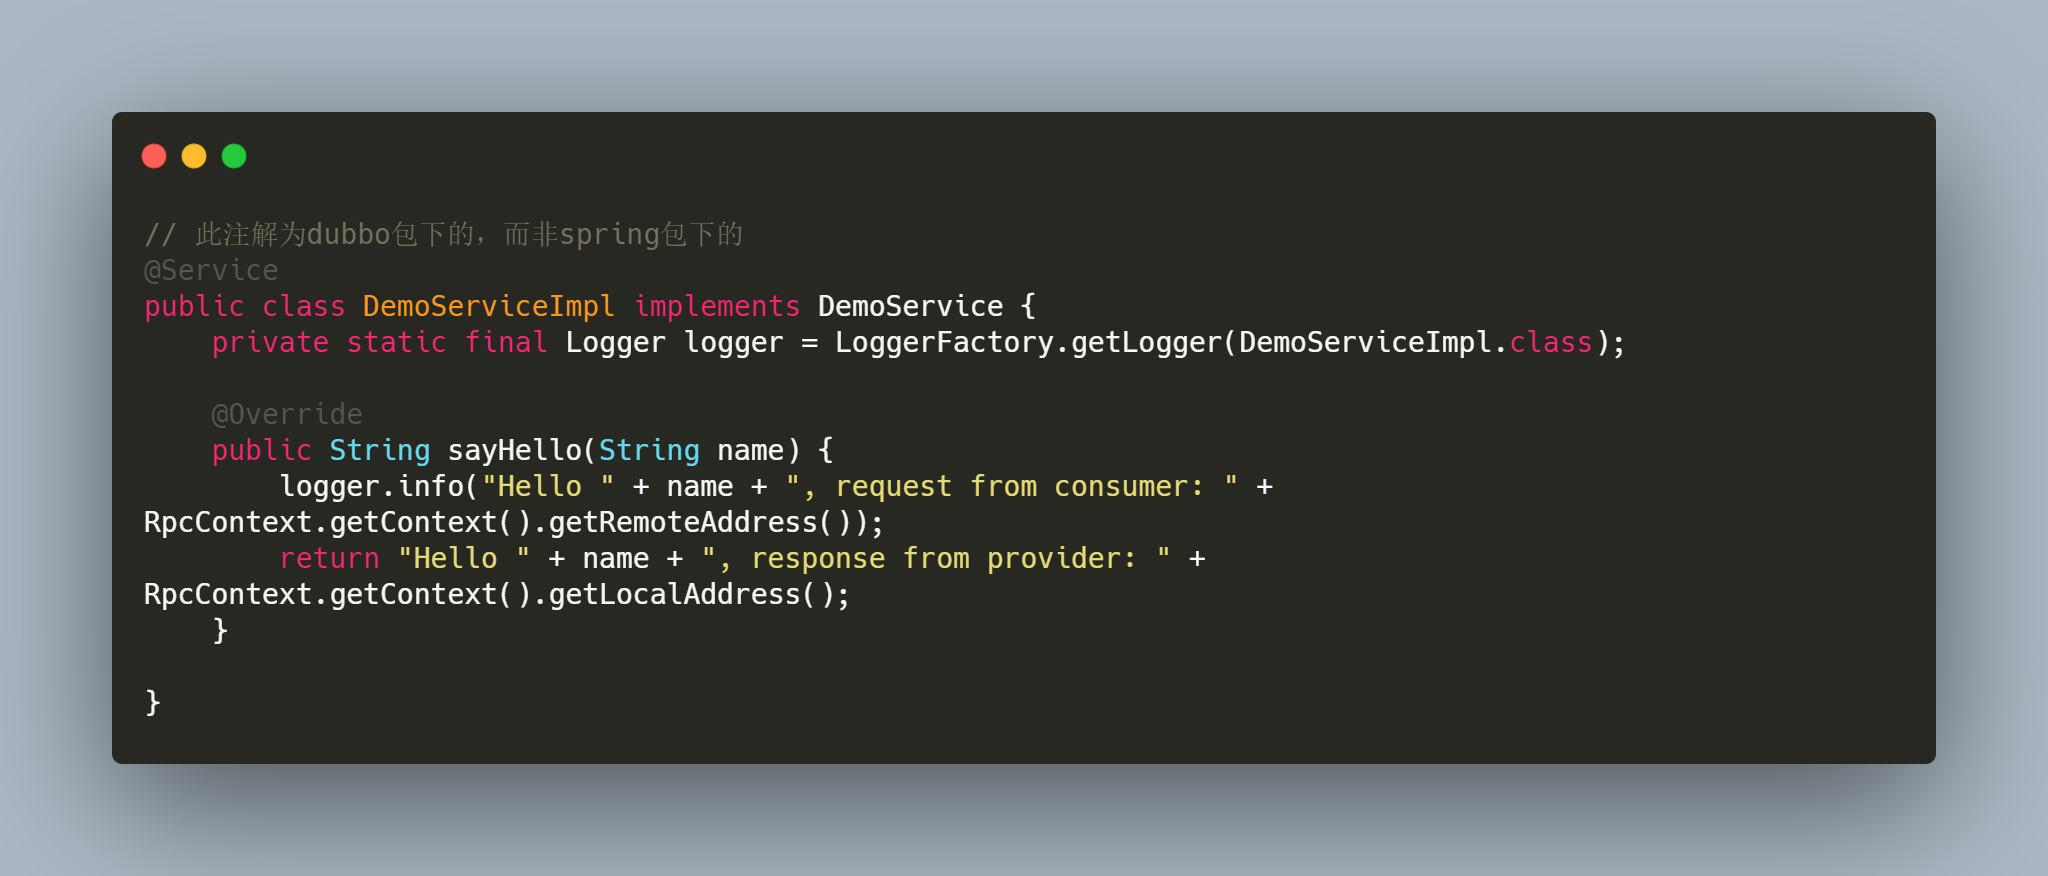 // 此注解为dubbo包下的，而非spring包下的
@Service
public class DemoServiceImpl implements DemoService {
    private static final Logger logger = LoggerFactory.getLogger(DemoServiceImpl.class);

    @Override
    public String sayHello(String name) {
        logger.info("Hello " + name + ", request from consumer: " +
RpcContext.getContext().getRemoteAddress());
        return "Hello " + name + ", response from provider: " +
RpcContext.getContext().getLocalAddress();
    }

}